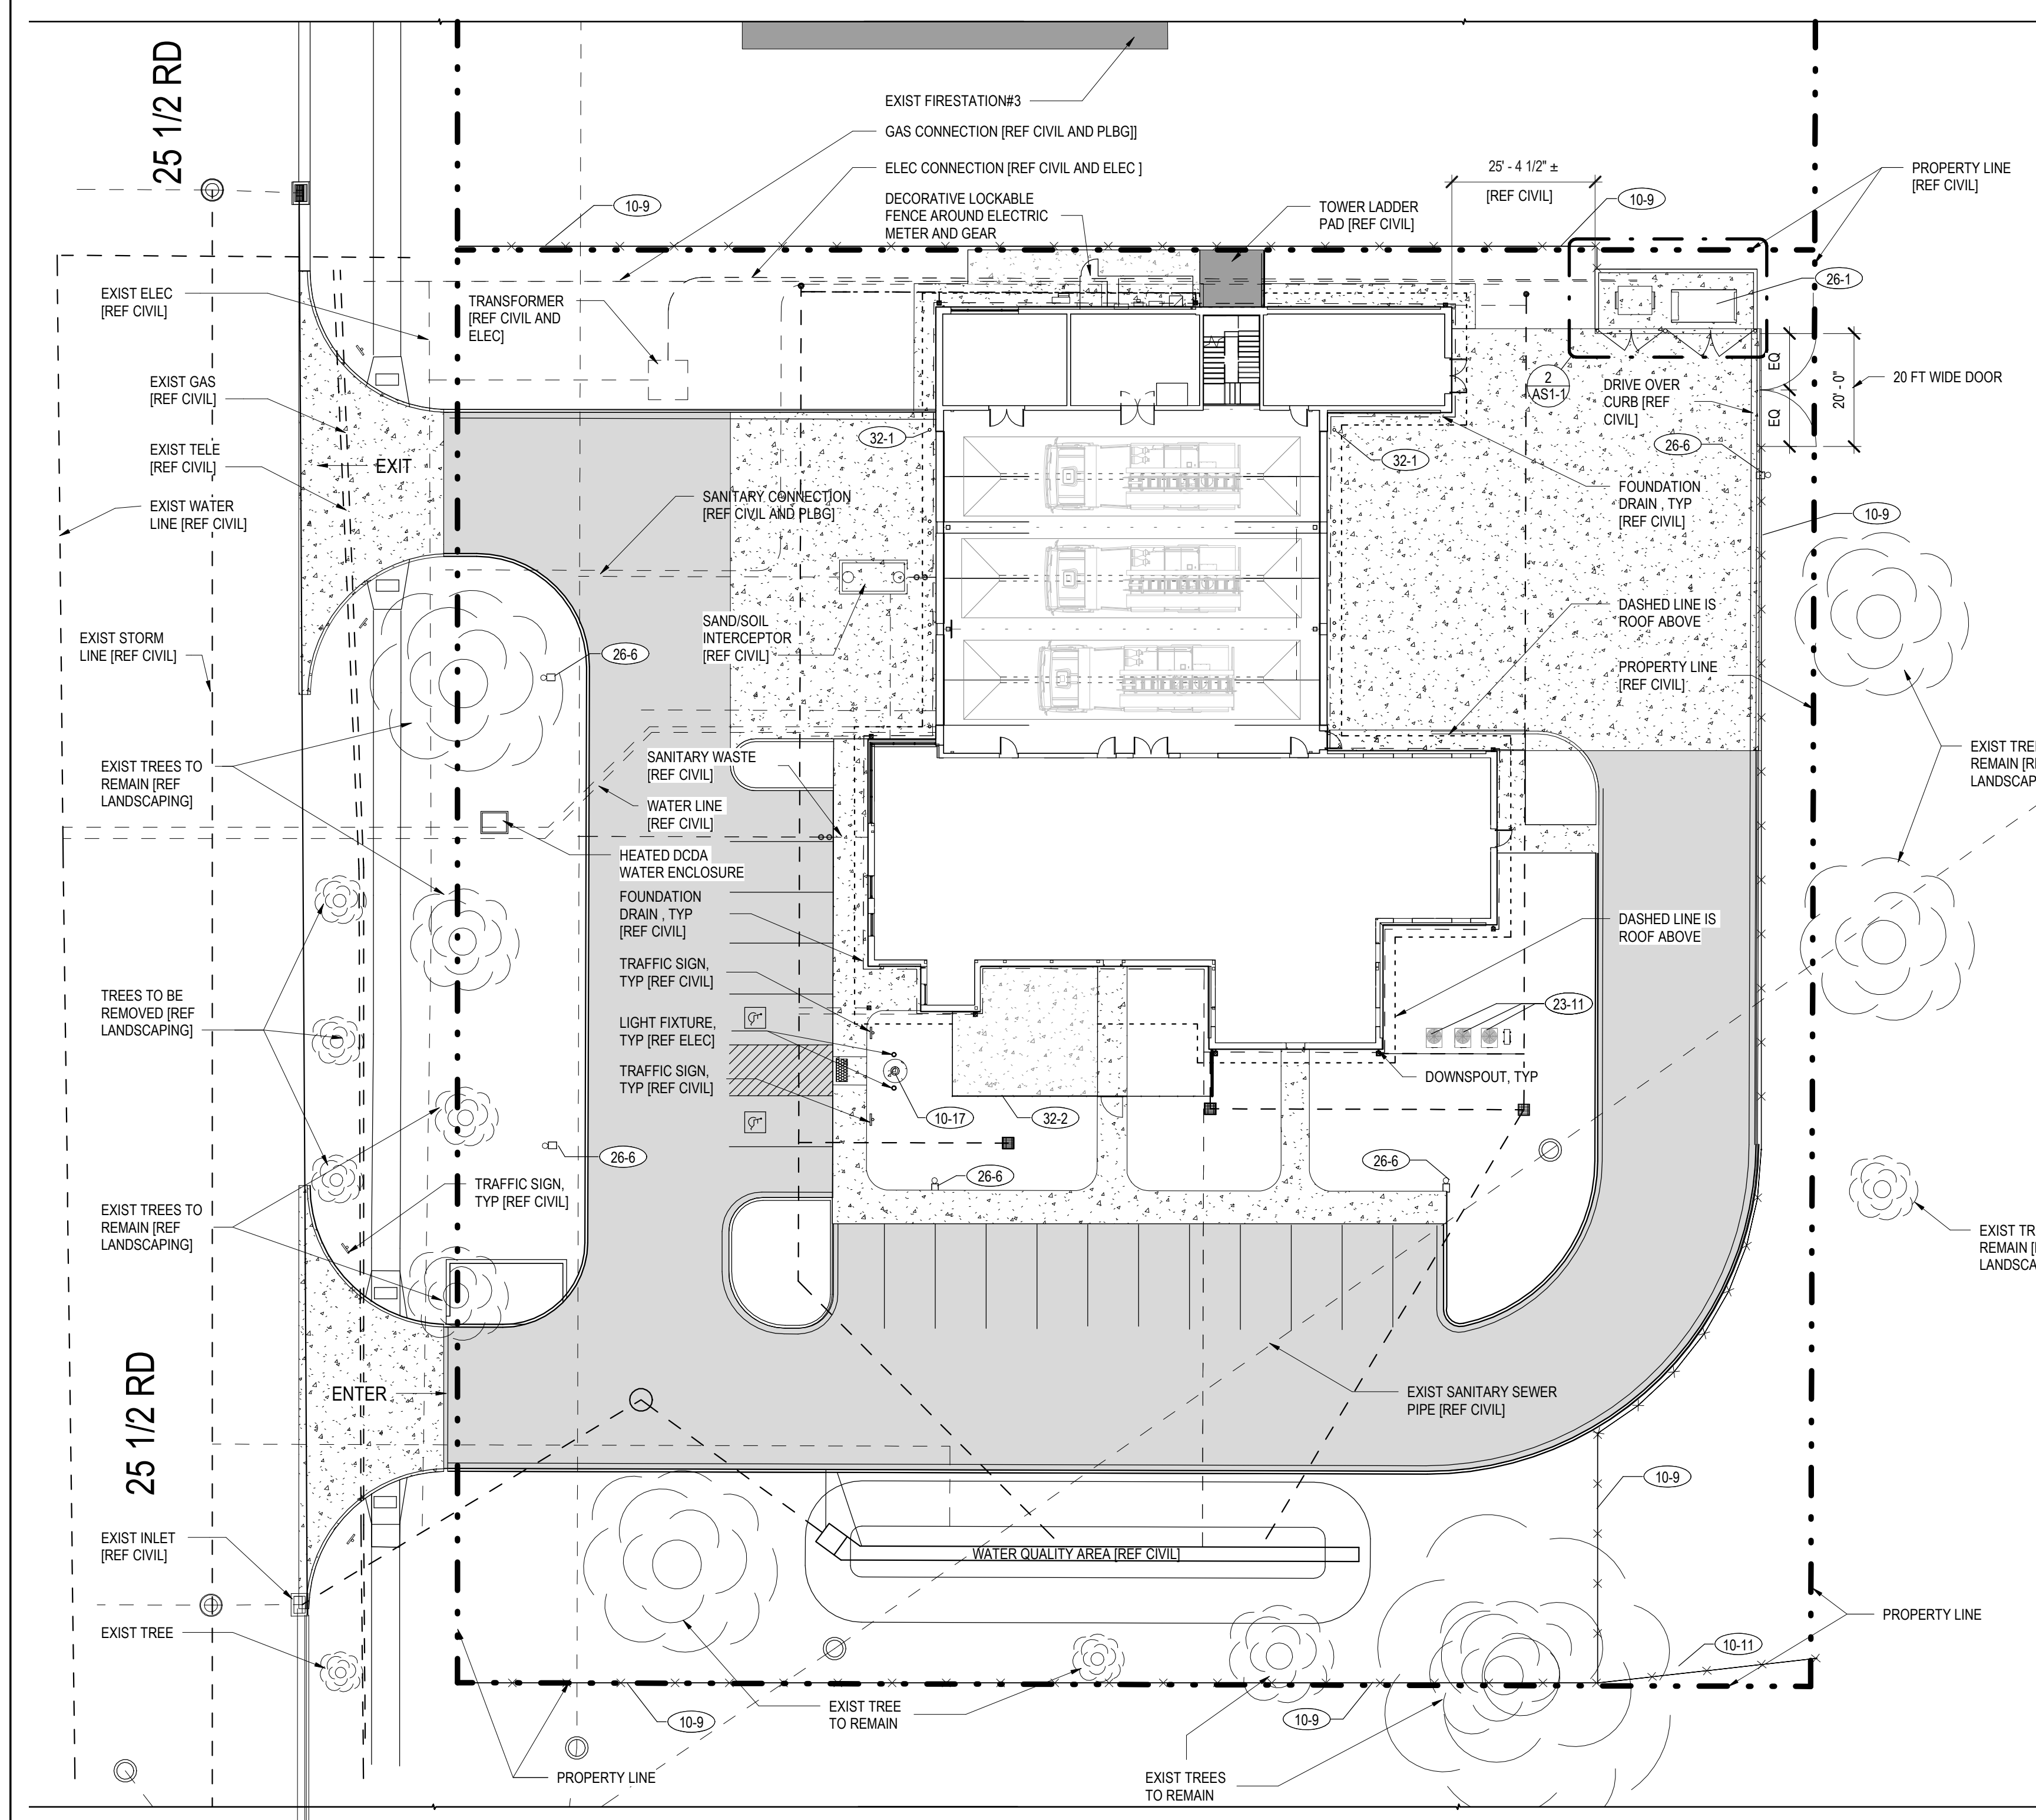 25 1/2 RD
EXIST FIRESTATION#3
GAS CONNECTION [REF CIVIL AND PLBG]]
ELEC CONNECTION [REF CIVIL AND ELEC ]
DECORATIVE LOCKABLE
FENCE AROUND ELECTRIC
METER AND GEAR
10-9
TOWER LADDER
PAD [REF CIVIL]
25' - 4 1/2" ±
[REF CIVIL]
10-9
PROPERTY LINE
[REF CIVIL]
26-1
EXIST ELEC
[REF CIVIL]
TRANSFORMER
[REF CIVIL AND
ELEC]
EXIST GAS
[REF CIVIL]
2
AS1-1
DRIVE OVER
CURB [REF
CIVIL]
EQ
EQ
20' - 0"
20 FT WIDE DOOR
EXIST TELE
[REF CIVIL]
EXIT
32-1
32-1
26-6
EXIST WATER
LINE [REF CIVIL]
SANITARY CONNECTION
[REF CIVIL AND PLBG]
FOUNDATION
DRAIN , TYP
[REF CIVIL]
10-9
EXIST STORM
LINE [REF CIVIL]
26-6
SAND/SOIL
INTERCEPTOR
[REF CIVIL]
DASHED LINE IS
ROOF ABOVE
PROPERTY LINE
[REF CIVIL]
EXIST TREES TO
REMAIN [REF
LANDSCAPING]
SANITARY WASTE
[REF CIVIL]
WATER LINE
[REF CIVIL]
HEATED DCDA
WATER ENCLOSURE
EXIST TRE
REMAIN [R
LANDSCAP
FOUNDATION
DRAIN , TYP
[REF CIVIL]
DASHED LINE IS
ROOF ABOVE
TRAFFIC SIGN,
TYP [REF CIVIL]
TREES TO BE
REMOVED [REF
LANDSCAPING]
LIGHT FIXTURE,
TYP [REF ELEC]
23-11
TRAFFIC SIGN,
TYP [REF CIVIL]
DOWNSPOUT, TYP
10-17
32-2
26-6
26-6
26-6
TRAFFIC SIGN,
TYP [REF CIVIL]
EXIST TREES TO
REMAIN [REF
LANDSCAPING]
EXIST TR
REMAIN [
LANDSCA
25 1/2 RD
ENTER
EXIST SANITARY SEWER
PIPE [REF CIVIL]
10-9
EXIST INLET
[REF CIVIL]
WATER QUALITY AREA [REF CIVIL]
EXIST TREE
PROPERTY LINE
10-11
10-9
EXIST TREE
TO REMAIN
10-9
PROPERTY LINE
EXIST TREES
TO REMAIN